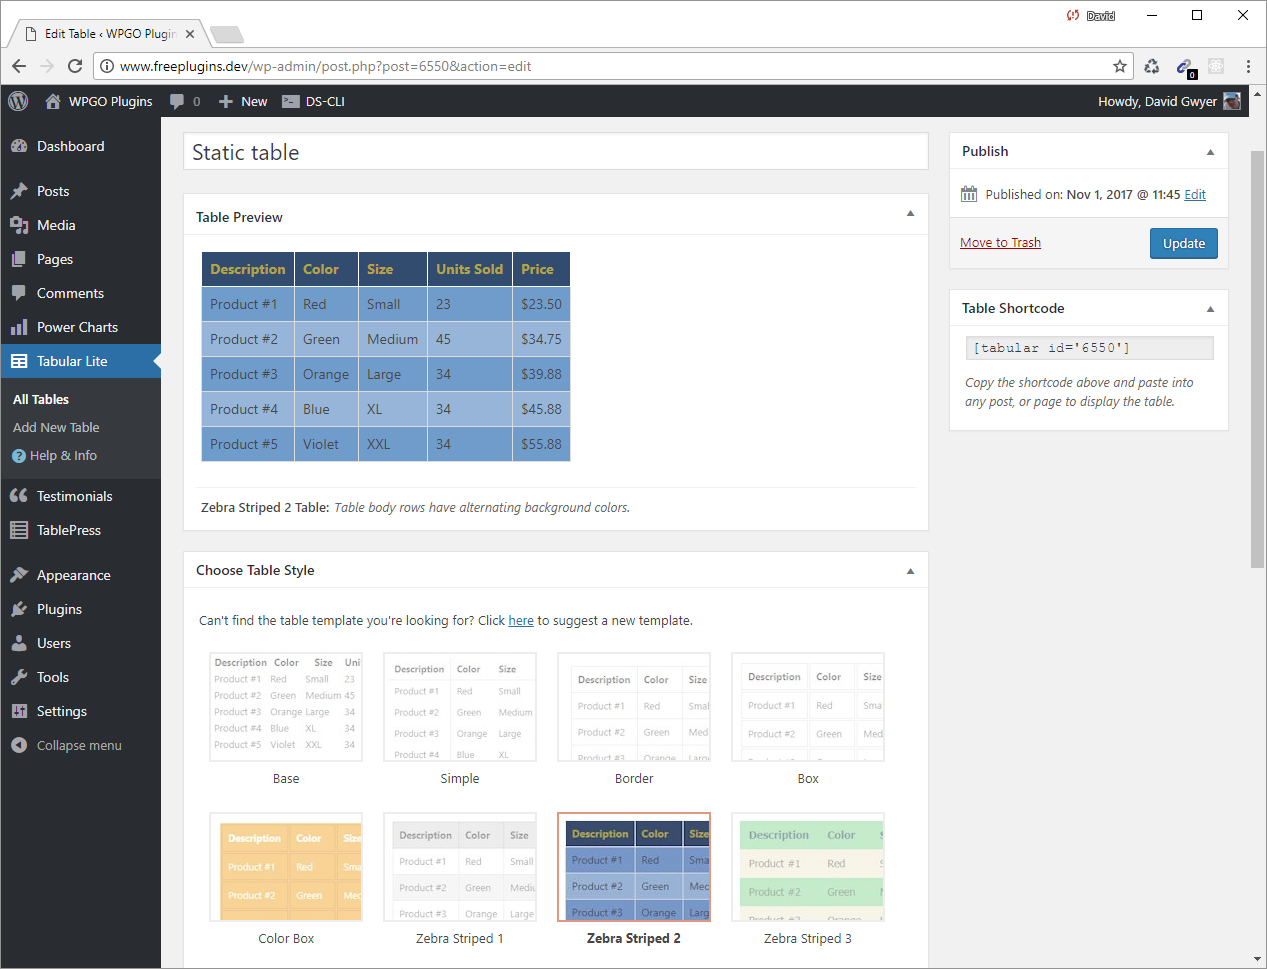 David
Edit Table ‹ WPGO Plugin
www.freeplugins.dev/wp-admin/post.php?post=6550&action=edit
0
WPGO Plugins 0 New DS-CLI Howdy, David Gwyer
Dashboard
Posts
Media
Pages
Comments
Power Charts
Tabular Lite
All Tables
Add New Table
? Help & Info
Testimonials
TablePress
Appearance
Plugins
Users
Tools
Settings
Collapse menu
Static table
Table Preview
Description Color Size Units Sold Price
Product #1 Red Small 23 $23.50
Product #2 Green Medium 45 $34.75
Product #3 Orange Large 34 $39.88
Product #4 Blue XL 34 $45.88
Product #5 Violet XXL 34 $55.88
Zebra Striped 2 Table: Table body rows have alternating background colors.
Choose Table Style
Can't find the table template you're looking for? Click here to suggest a new template.
Description Color Size Uni
Product #1 Red Small 23
Product #2 Green Medium 45
Product #3 Orange Large 34
Product #4 Blue XL 34
Product #5 Violet XXL 34
Base
Description Color Size
Product #1 Red Small
Product #2 Green Medium
Product #3 Orange Large
Product #4 Blue XL
Simple
Description Color Size
Product #1 Red Smal
Product #2 Green Med
Product #3 Orange Larg
Border
Description Color Size
Product #1 Red Sma
Product #2 Green Med
Box
Description Color Size
Product #1 Red Sma
Product #2 Green Med
Color Box
Description Color Size
Product #1 Red Small
Product #2 Green Mediu
Product #3 Orange Large
Zebra Striped 1
Description Color Size
Product #1 Red Sma
Product #2 Green Med
Product #3 Orange Larg
Zebra Striped 2
Description Color S
Product #1 Red S
Product #2 Green
Product #3 Orange
Zebra Striped 3
Publish
Published on: Nov 1, 2017 @ 11:45 Edit
Move to Trash Update
Table Shortcode
[tabular id='6550']
Copy the shortcode above and paste into
any post, or page to display the table.